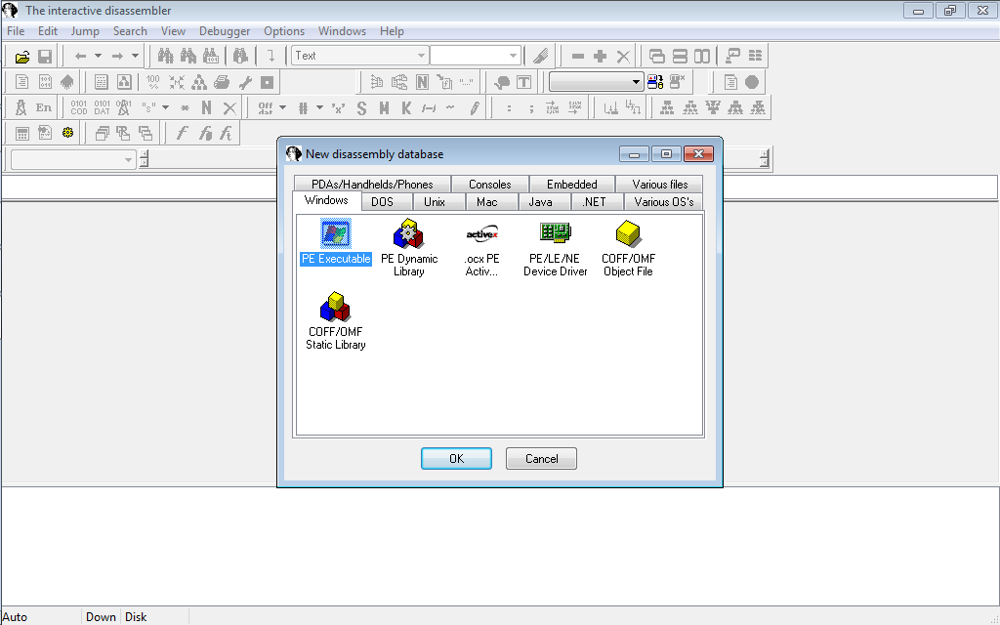 The interactive disassembler
File Edit Jump Search View Debugger Options Windows Help
Text
100
%
En
0101
COD
0101
DAT
"s"
*
N
Off
#
'x'
S
M
K
:
;
New disassembly database
PDAs/Handhelds/Phones Consoles Embedded Various files
Windows DOS Unix Mac Java .NET Various OS's
activex
PE Executable PE Dynamic .ocx PE PE/LE/NE COFF/OMF
Library Activ... Device Driver Object File
COFF/OMF
Static Library
OK Cancel
Auto Down Disk